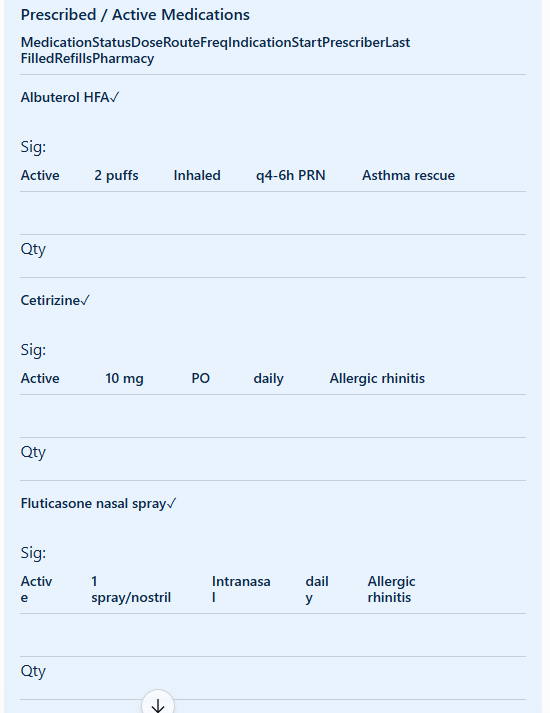 Prescribed / Active Medications
MedicationStatusDoseRouteFreqIndicationStartPrescriberLast
FilledRefillsPharmacy
Albuterol HFA✓
Sig:
Active 2 puffs Inhaled q4-6h PRN Asthma rescue
Qty
Cetirizine✓
Sig:
Active 10 mg PO daily Allergic rhinitis
Qty
Fluticasone nasal spray✓
Sig:
Activ 1 Intranasa dail Allergic
e spray/nostril l y rhinitis
Qty